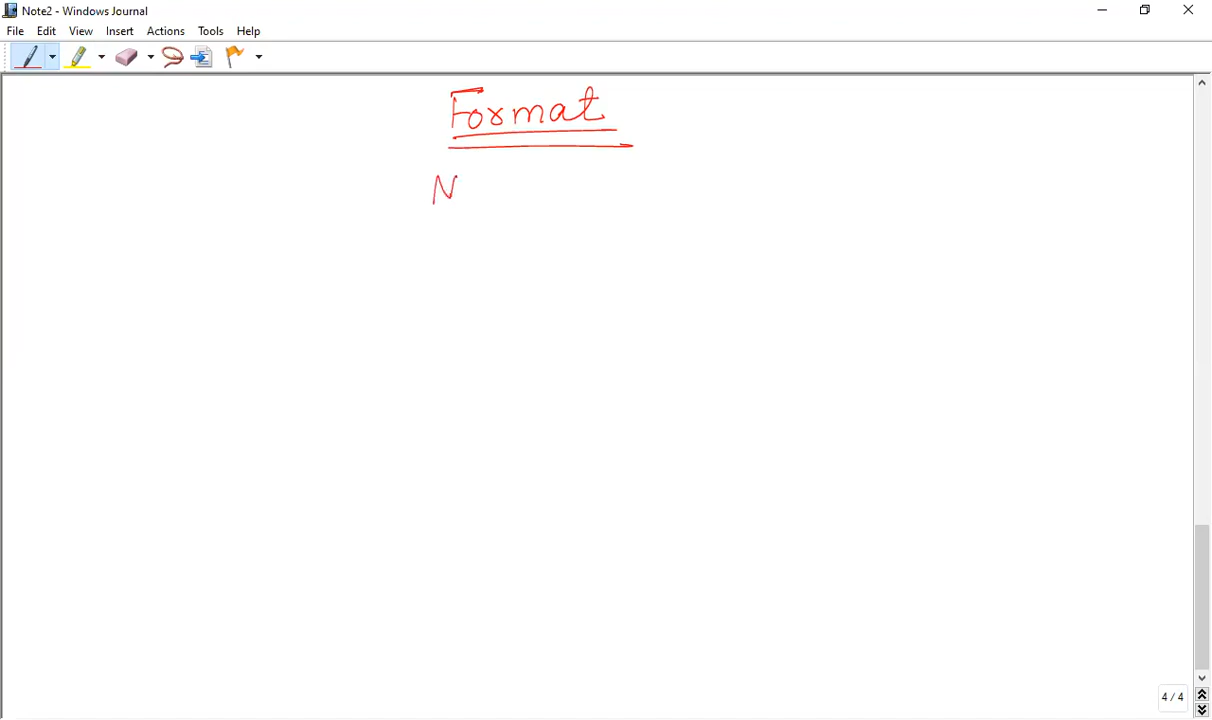 Note2 - Windows Journal
File Edit View Insert Actions Tools Help
Format
N
4 / 4